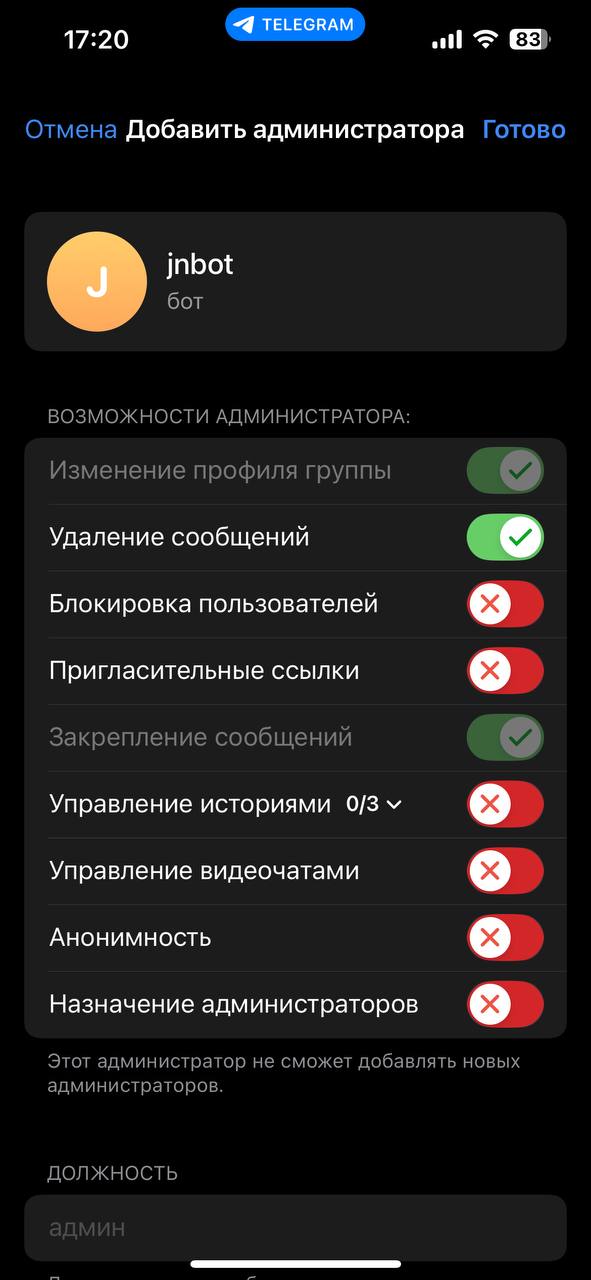 17:20
TELEGRAM
83
Отмена Добавить администратора Готово
J
jnbot
бот
ВОЗМОЖНОСТИ АДМИНИСТРАТОРА:
Изменение профиля группы
Удаление сообщений
Блокировка пользователей
Пригласительные ссылки
Закрепление сообщений
Управление историями 0/3
Управление видеочатами
Анонимность
Назначение администраторов
Этот администратор не сможет добавлять новых
администраторов.
ДОЛЖНОСТЬ
админ